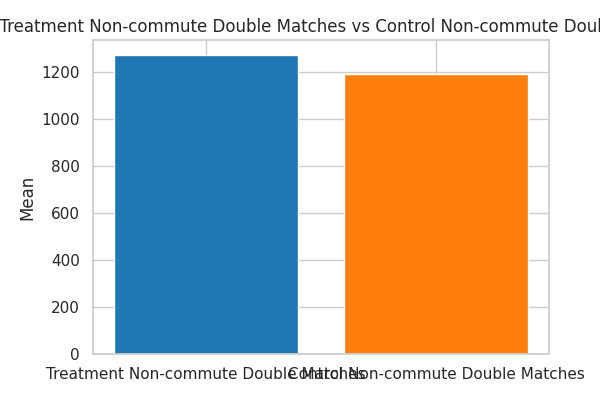 Treatment Non-commute Double Matches vs Control Non-commute
Mean
1200
1000
800
600
400
200
0
Treatment Non-commute Double Matches
Control Non-commute Double Matches